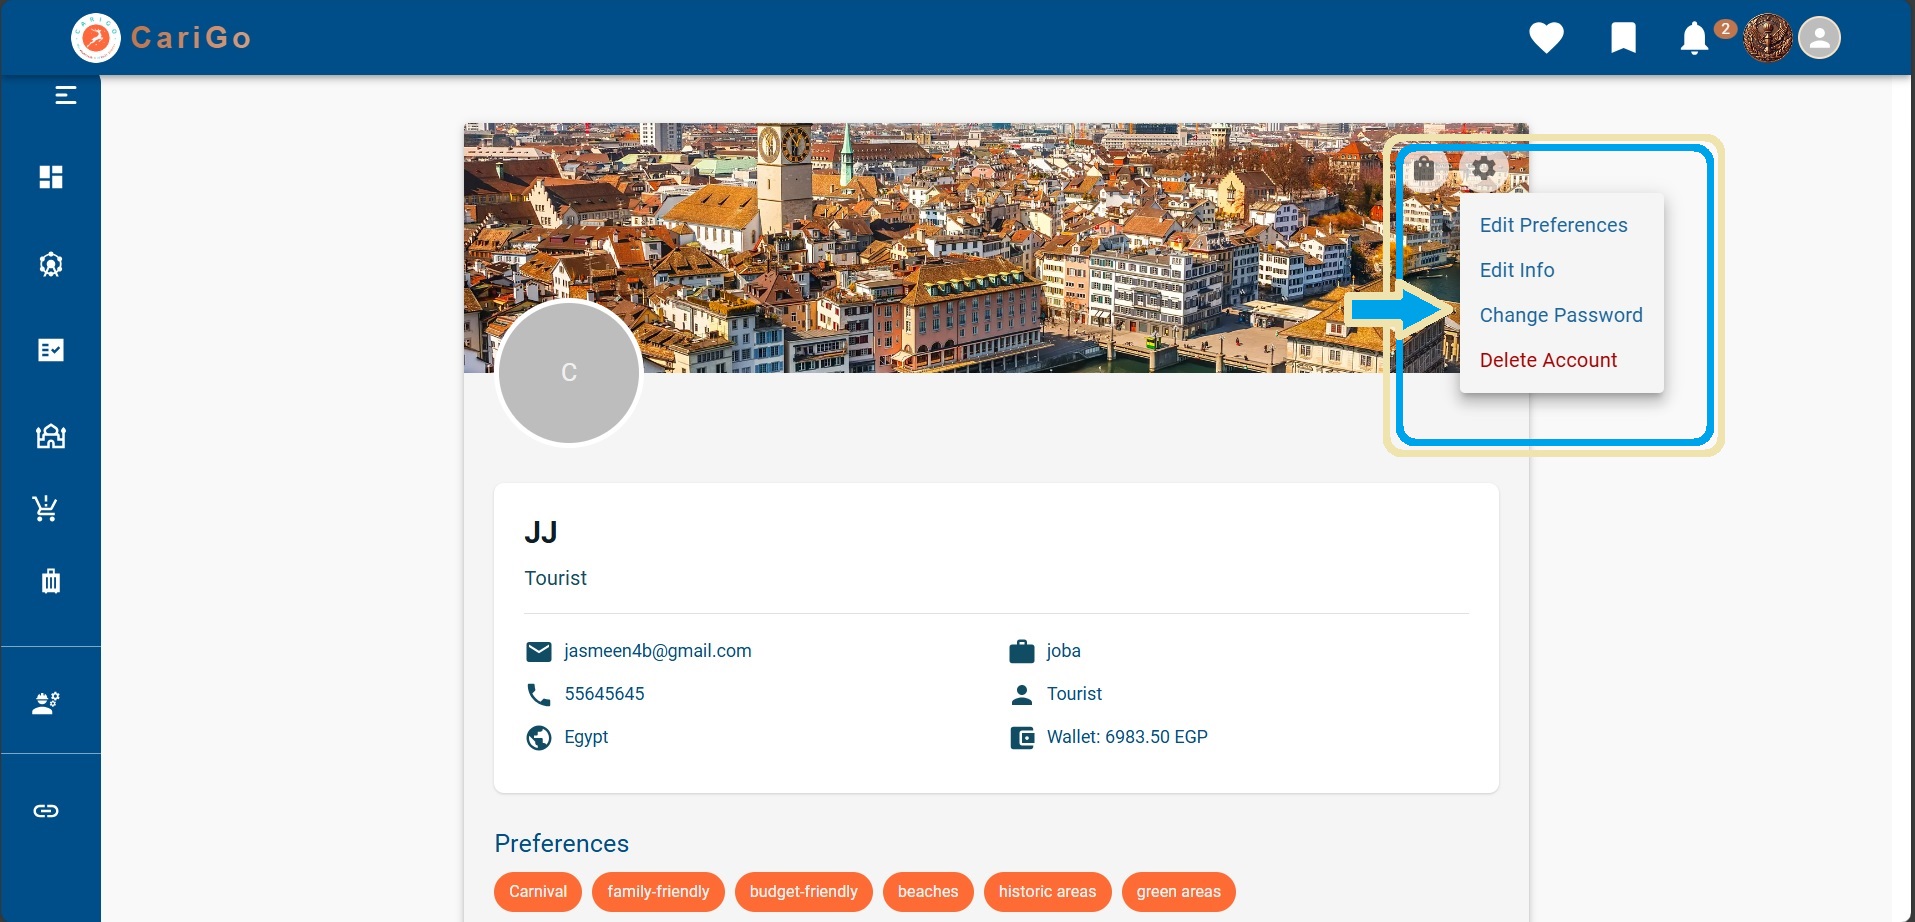 CariGo
2
Edit Preferences
Edit Info
Change Password
Delete Account
C
JJ
Tourist
jasmeen4b@gmail.com
joba
55645645
Tourist
Egypt
Wallet: 6983.50 EGP
Preferences
Carnival family-friendly budget-friendly beaches historic areas green areas